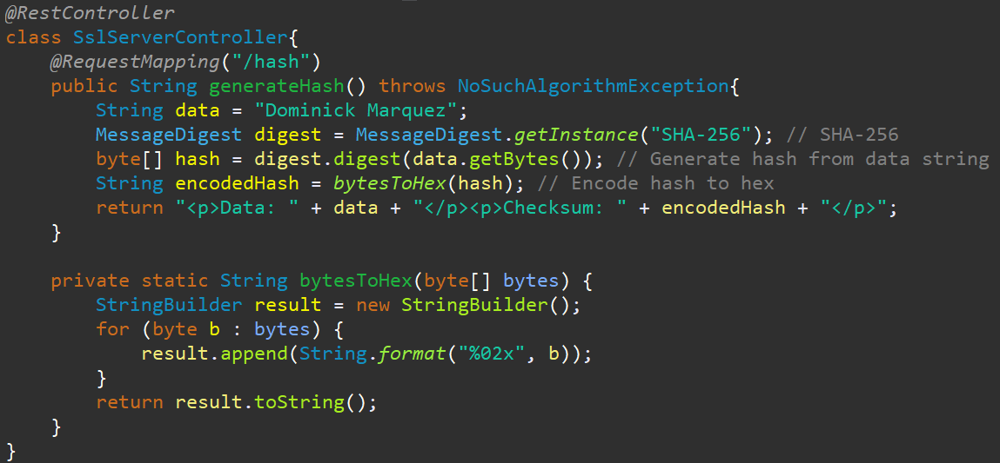 @RestController
class SslServerController{
    @RequestMapping("/hash")
    public String generateHash() throws NoSuchAlgorithmException{
        String data = "Dominick Marquez";
        MessageDigest digest = MessageDigest.getInstance("SHA-256"); // SHA-256
        byte[] hash = digest.digest(data.getBytes()); // Generate hash from data string
        String encodedHash = bytesToHex(hash); // Encode hash to hex
        return "<p>Data: " + data + "</p><p>Checksum: " + encodedHash + "</p>";
    }

    private static String bytesToHex(byte[] bytes) {
        StringBuilder result = new StringBuilder();
        for (byte b : bytes) {
            result.append(String.format("%02x", b));
        }
        return result.toString();
    }
}